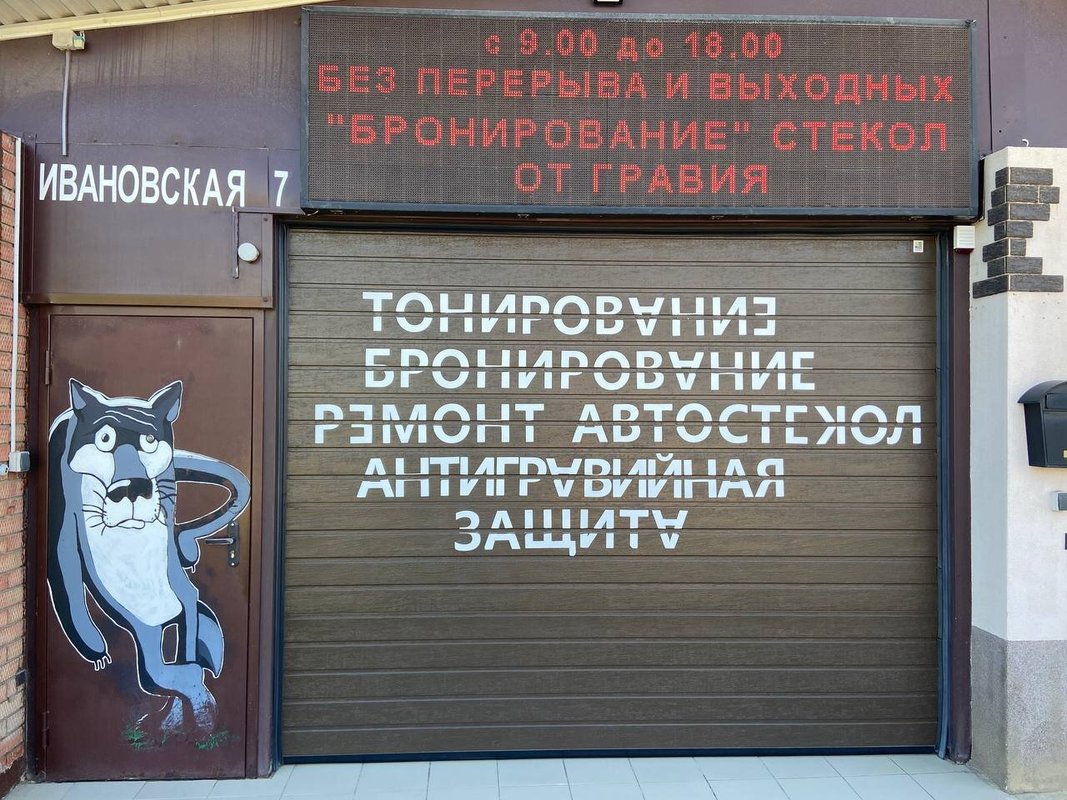 с 9.00 до 18.00
БЕЗ ПЕРЕРЫВА И ВЫХОДНЫХ
"БРОНИРОВАНИЕ" СТЕКОЛ
ОТ ГРАВИЯ
ИВАНОВСКАЯ 7
ТОНИРОВАНИЕ
БРОНИРОВАНИЕ
РЕМОНТ АВТОСТЕКОЛ
АНТИГРАВИЙНАЯ
ЗАЩИТА